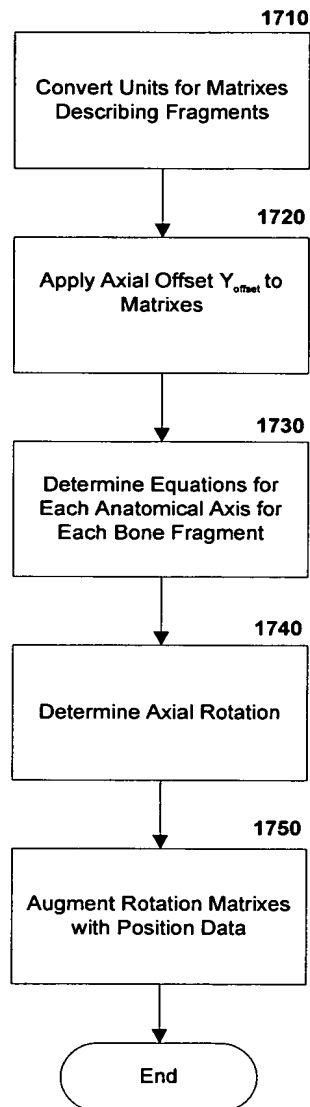 1710
Convert Units for Matrixes
Describing Fragments
1720
Apply Axial Offset Yoffset to
Matrixes
1730
Determine Equations for
Each Anatomical Axis for
Each Bone Fragment
1740
Determine Axial Rotation
1750
Augment Rotation Matrixes
with Position Data
End